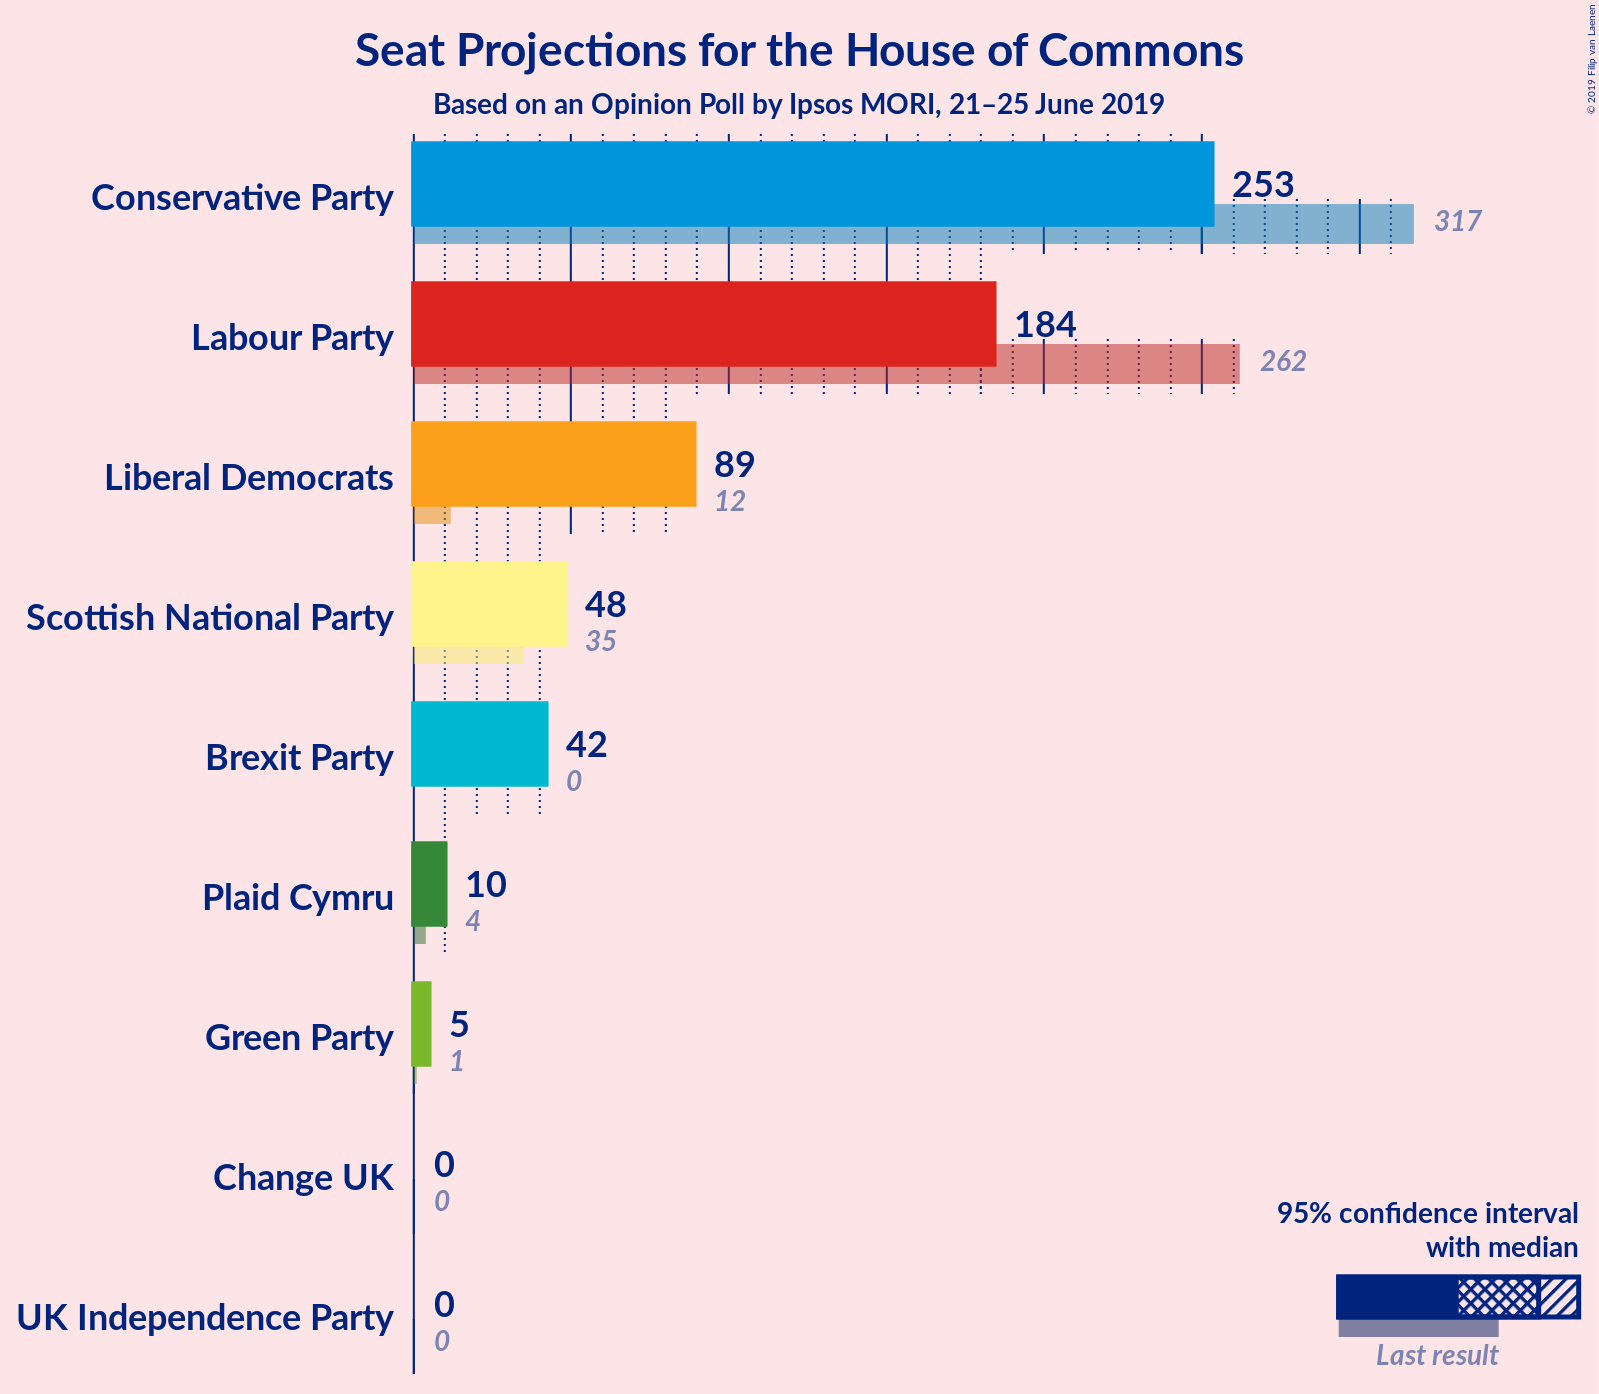 Seat Projections for the House of Commons
Based on an Opinion Poll by Ipsos MORI, 21–25 June 2019
© 2019 Filip van Laenen
Conservative Party
253
317
Labour Party
184
262
Liberal Democrats
89
12
Scottish National Party
48
35
Brexit Party
42
0
Plaid Cymru
10
4
Green Party
5
1
Change UK
0
0
UK Independence Party
0
0
95% confidence interval
with median
Last result